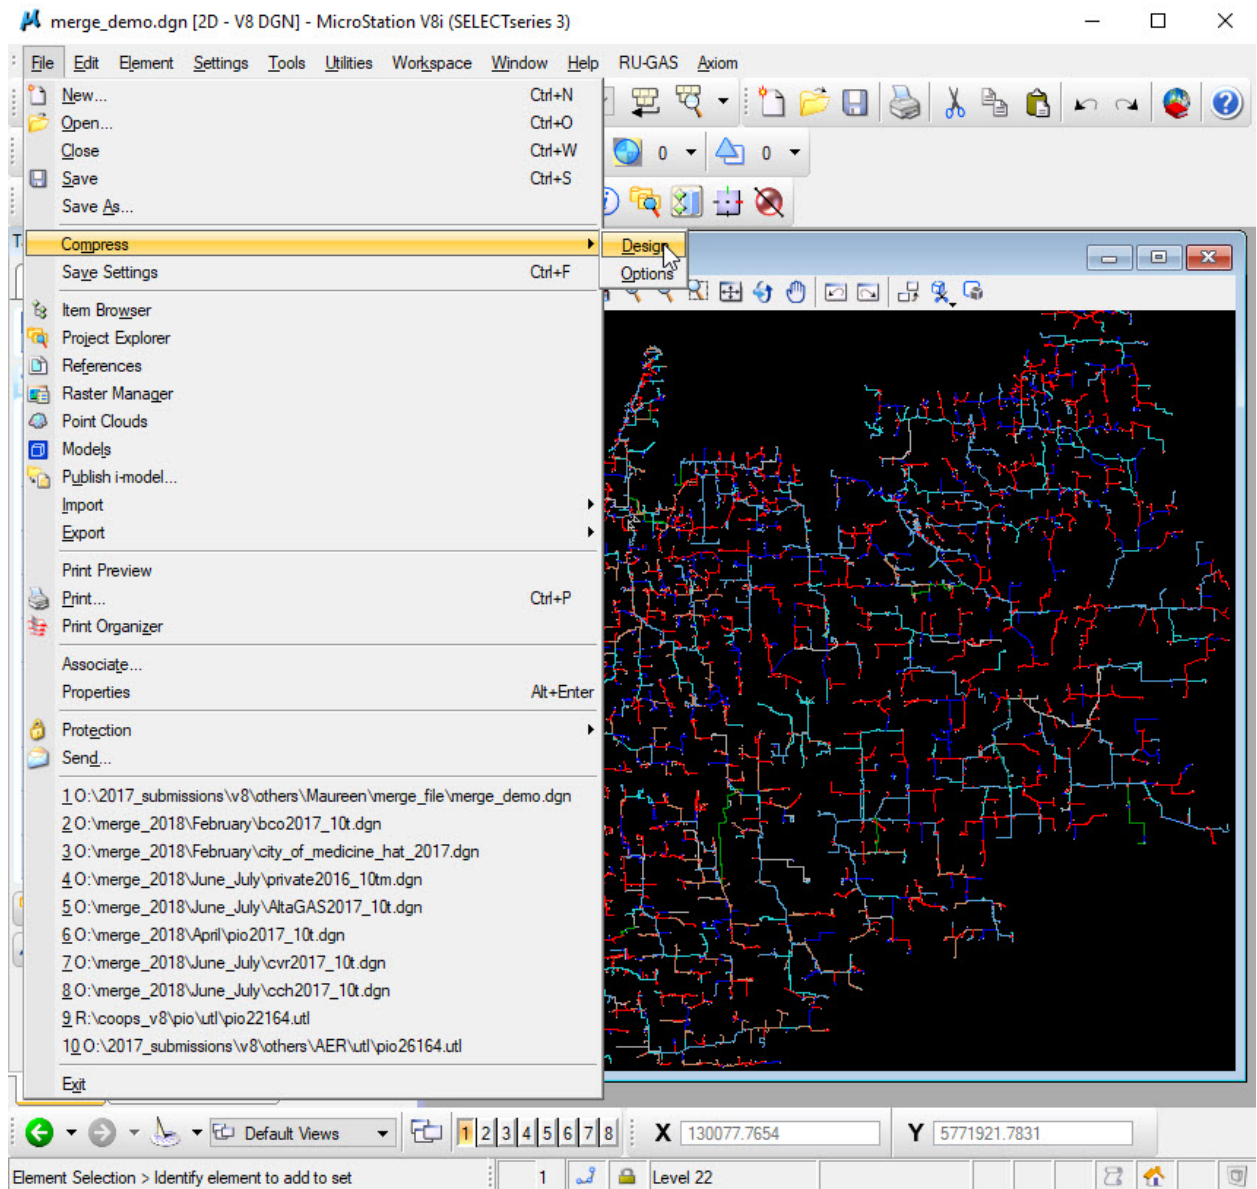 merge_demo.dgn [2D - V8 DGN] - MicroStation V8i (SELECTseries 3)
File Edit Element Settings Tools Utilities Workspace Window Help RU-GAS Axiom
New... Ctrl+N
Open... Ctrl+O
Close Ctrl+W
0 0
Save Ctrl+S
Save As...
Compress
Design
Save Settings Ctrl+F
Options
Item Browser
Project Explorer
References
Raster Manager
Point Clouds
Models
Publish i-model...
Import
Export
Print Preview
Print... Ctrl+P
Print Organizer
Associate...
Properties Alt+Enter
Protection
Send...
1 O:\2017_submissions\v8\others\Maureen\merge_file\merge_demo.dgn
2 O:\merge_2018\February\bco2017_10t.dgn
3 O:\merge_2018\February\city_of_medicine_hat_2017.dgn
4 O:\merge_2018\June_July\private2016_10tm.dgn
5 O:\merge_2018\June_July\AltaGAS2017_10t.dgn
6 O:\merge_2018\April\pio2017_10t.dgn
7 O:\merge_2018\June_July\cvr2017_10t.dgn
8 O:\merge_2018\June_July\cch2017_10t.dgn
9 R:\coops_v8\pio\utl\pio22164.utl
10 O:\2017_submissions\v8\others\AER\utl\pio26164.utl
Exit
Default Views 1 2 3 4 5 6 7 8 X 130077.7654 Y 5771921.7831
Element Selection > Identify element to add to set 1 Level 22